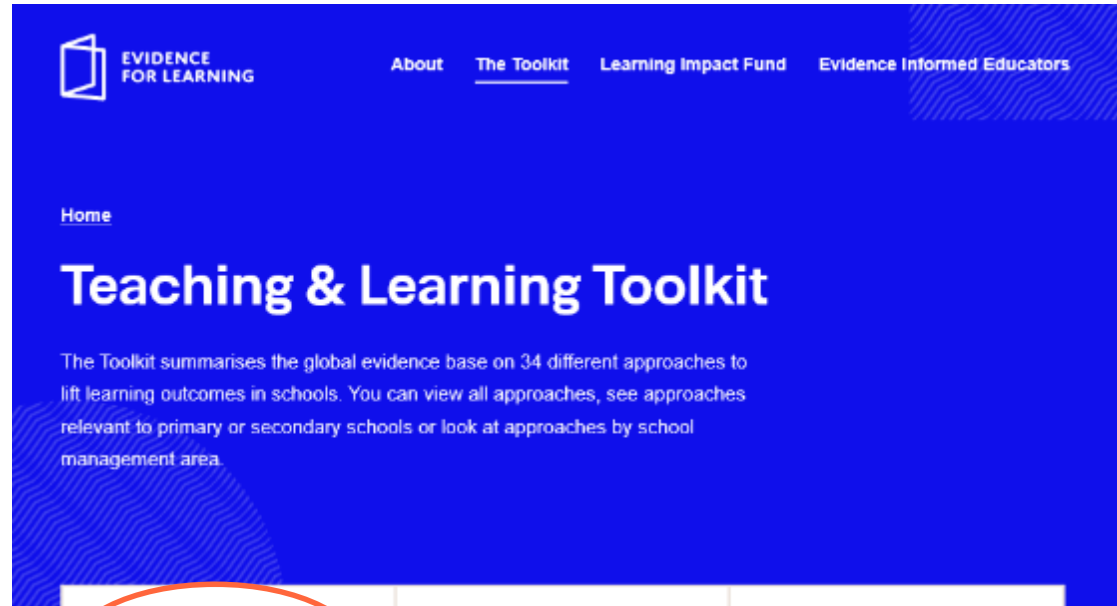 EVIDENCE
FOR LEARNING
About The Toolkit Learning Impact Fund Evidence Informed Educators
Home
Teaching & Learning Toolkit
The Toolkit summarises the global evidence base on 34 different approaches to
lift learning outcomes in schools. You can view all approaches, see approaches
relevant to primary or secondary schools or look at approaches by school
management area.